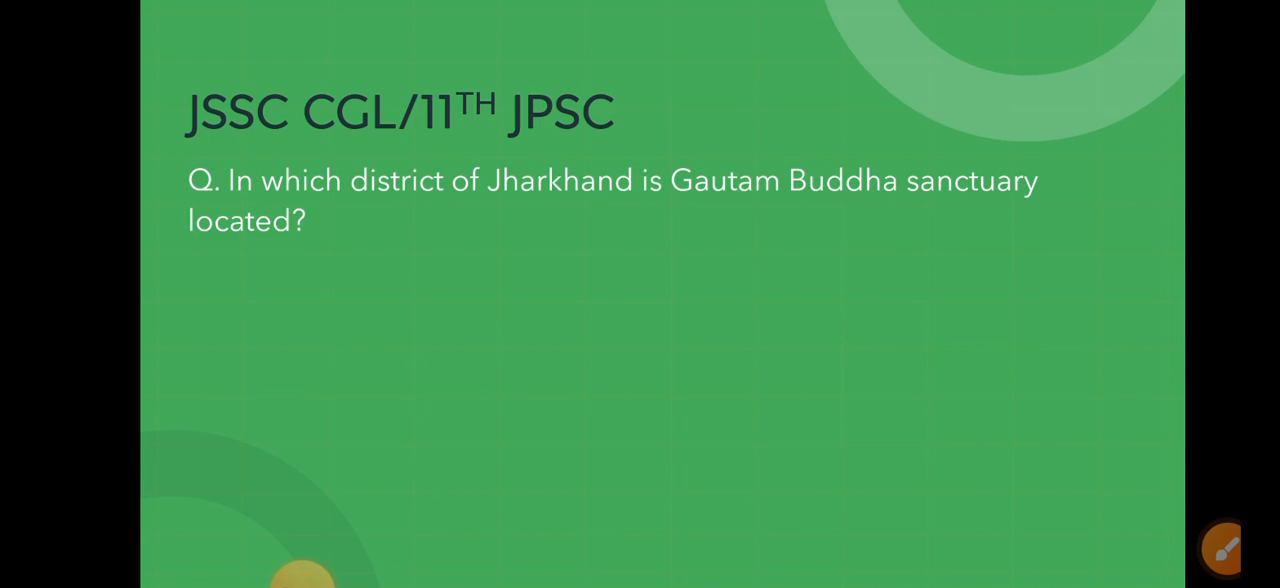 JSSC CGL/11TH JPSC
Q. In which district of Jharkhand is Gautam Buddha sanctuary
located?